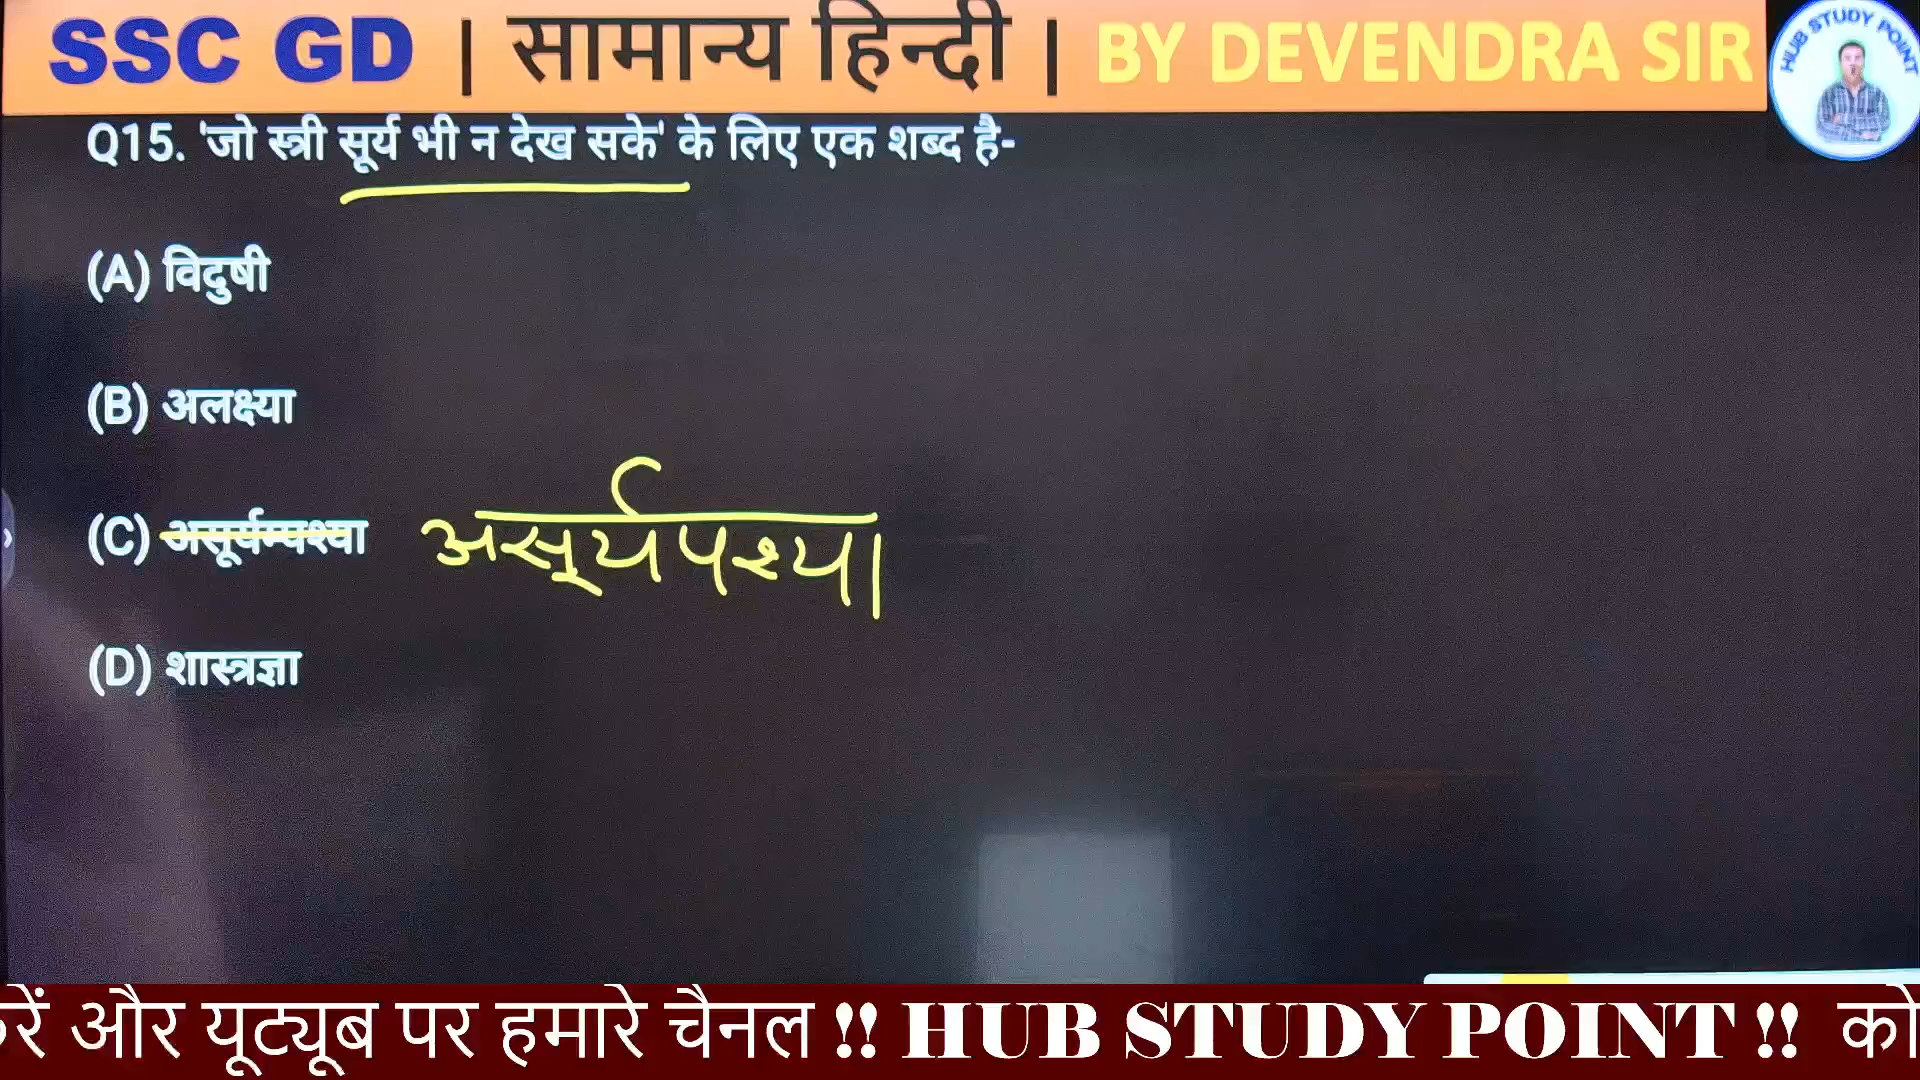 SSC GD | सामान्य हिन्दी | BY DEVENDRA SIR
HUB STUDY POINT
Q15. 'जो स्त्री सूर्य भी न देख सके' के लिए एक शब्द है-
(A) विदुषी
(B) अलक्ष्या
(C) असूर्यम्पश्वा असूर्यपश्या
(D) शास्त्रज्ञा
रें और यूट्यूब पर हमारे चैनल !! HUB STUDY POINT !! को